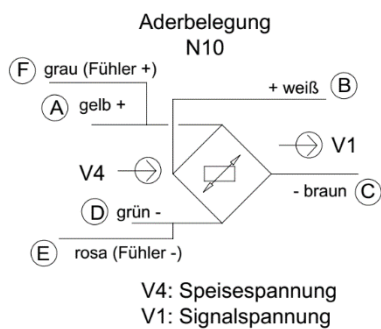 Aderbelegung
N10
F grau (Fühler +)
+ weiß B
A gelb +
V1
V4
- braun C
D grün -
E rosa (Fühler -)
V4: Speisespannung
V1: Signalspannung